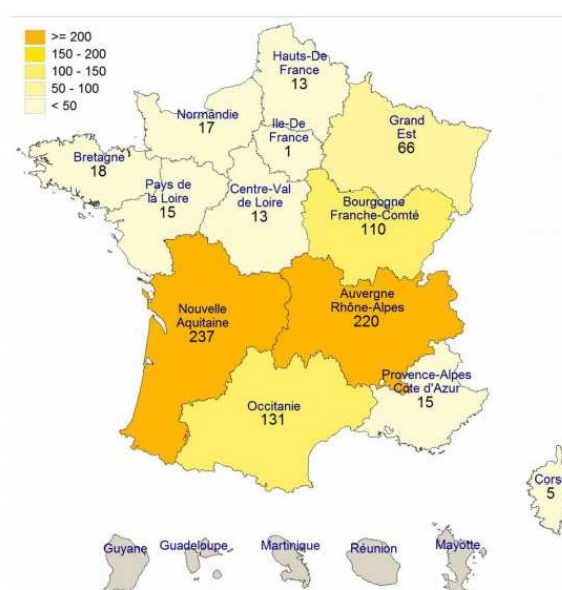 >= 200
150 - 200
100 - 150
50 - 100
< 50
Hauts-De
France
13
Normandie
17
Ile-De
France
1
Grand
Est
66
Bretagne
18
Pays de
la Loire
15
Centre-Val
de Loire
13
Bourgogne
Franche-Comté
110
Nouvelle
Aquitaine
237
Auvergne
Rhône-Alpes
220
Provence-Alpes
Côte d'Azur
15
Occitanie
131
Cors
5
Guyane
Guadeloupe
Martinique
Réunion
Mayotte